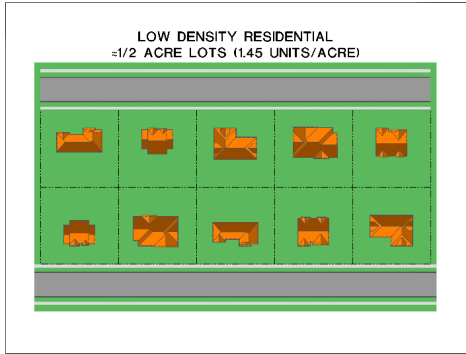 LOW DENSITY RESIDENTIAL
≈1/2 ACRE LOTS (1.45 UNITS/ACRE)